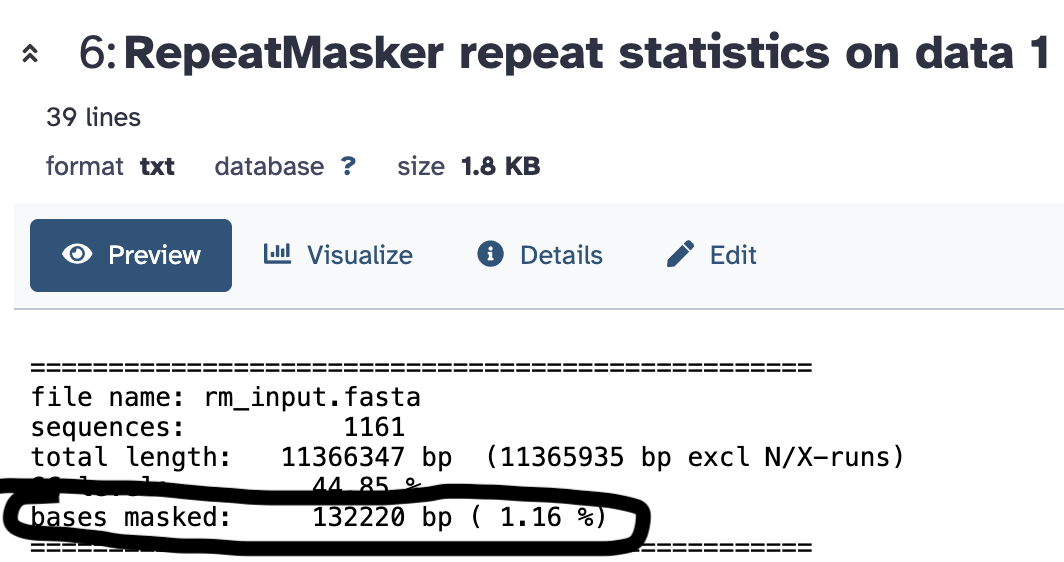 6: RepeatMasker repeat statistics on data 1
39 lines
format txt database ? size 1.8 KB
Preview Visualize Details Edit
==================================================
file name: rm_input.fasta
sequences: 1161
total length: 11366347 bp (11365935 bp excl N/X-runs)
44.85 %
bases masked: 132220 bp ( 1.16 %)
==================================================